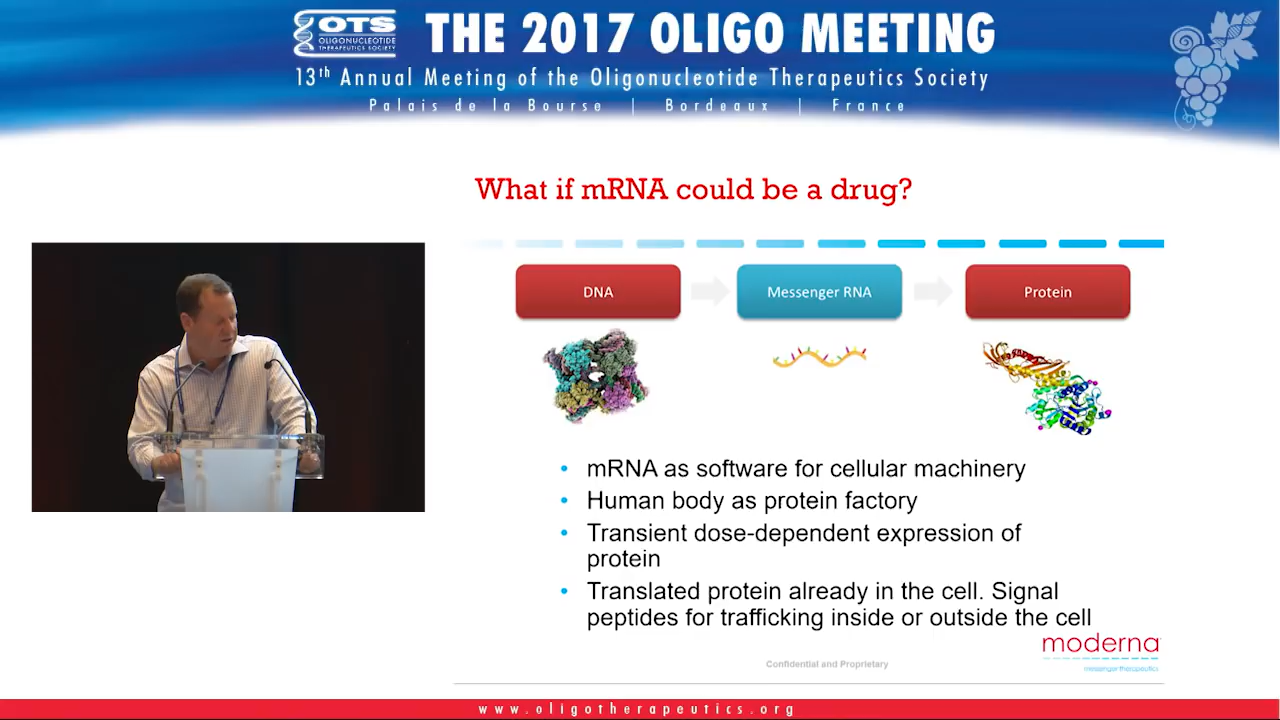 OTS
OLIGONUCLEOTIDE
THERAPEUTICS SOCIETY
THE 2017 OLIGO MEETING
13th Annual Meeting of the Oligonucleotide Therapeutics Society
Palais de la Bourse | Bordeaux | France
What if mRNA could be a drug?
DNA
Messenger RNA
Protein
• mRNA as software for cellular machinery
• Human body as protein factory
• Transient dose-dependent expression of
protein
• Translated protein already in the cell. Signal
peptides for trafficking inside or outside the cell
moderna
messenger therapeutics
Confidential and Proprietary
www.oligotherapeutics.org